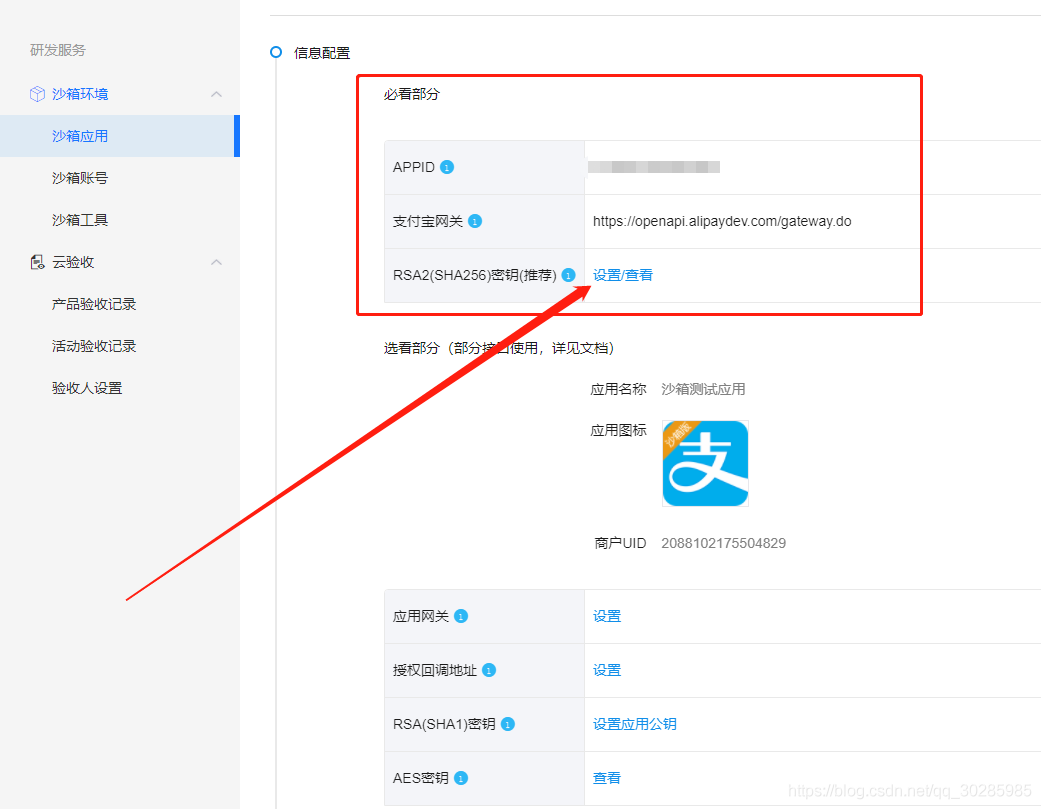 研发服务
沙箱环境
沙箱应用
沙箱账号
沙箱工具
云验收
产品验收记录
活动验收记录
验收人设置
信息配置
必看部分
APPID
支付宝网关 https://openapi.alipaydev.com/gateway.do
RSA2(SHA256)密钥(推荐) 设置/查看
选看部分（部分接口使用，详见文档）
应用名称 沙箱测试应用
应用图标
沙箱版
支
商户UID 2088102175504829
应用网关 设置
授权回调地址 设置
RSA(SHA1)密钥 设置应用公钥
AES密钥 查看
https://blog.csdn.net/qq_30285985